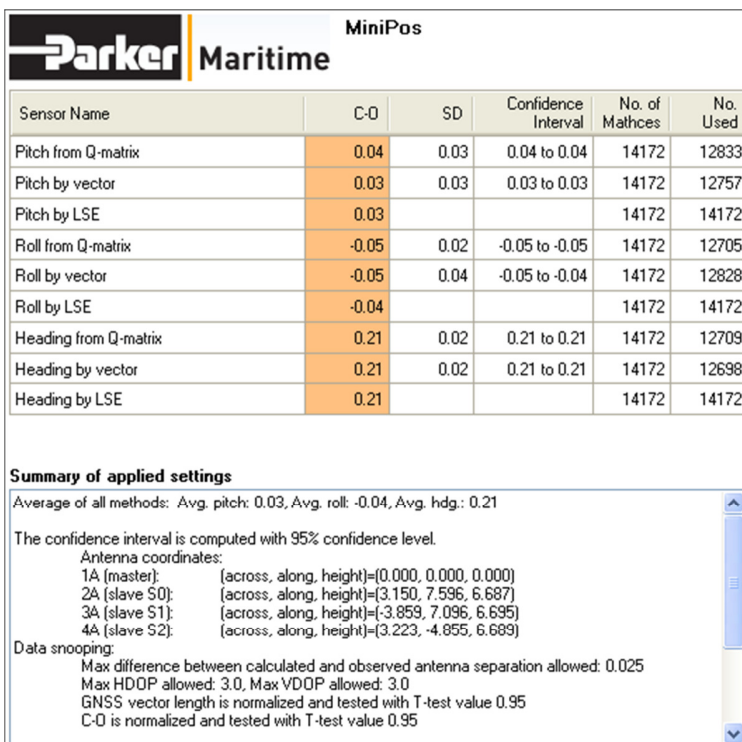 MiniPos
Parker Maritime
Sensor Name C-O SD Confidence Interval No. of Mathces No. Used
Pitch from Q-matrix 0.04 0.03 0.04 to 0.04 14172 12833
Pitch by vector 0.03 0.03 0.03 to 0.03 14172 12757
Pitch by LSE 0.03 14172 14172
Roll from Q-matrix -0.05 0.02 -0.05 to -0.05 14172 12705
Roll by vector -0.05 0.04 -0.05 to -0.04 14172 12828
Roll by LSE -0.04 14172 14172
Heading from Q-matrix 0.21 0.02 0.21 to 0.21 14172 12709
Heading by vector 0.21 0.02 0.21 to 0.21 14172 12698
Heading by LSE 0.21 14172 14172
Summary of applied settings
Average of all methods: Avg. pitch: 0.03, Avg. roll: -0.04, Avg. hdg.: 0.21
The confidence interval is computed with 95% confidence level.
Antenna coordinates:
1A (master): (across, along, height)=(0.000, 0.000, 0.000)
2A (slave S0): (across, along, height)=(3.150, 7.596, 6.687)
3A (slave S1): (across, along, height)=(-3.859, 7.096, 6.695)
4A (slave S2): (across, along, height)=(3.223, -4.855, 6.689)
Data snooping:
Max difference between calculated and observed antenna separation allowed: 0.025
Max HDOP allowed: 3.0, Max VDOP allowed: 3.0
GNSS vector length is normalized and tested with T-test value 0.95
C-O is normalized and tested with T-test value 0.95